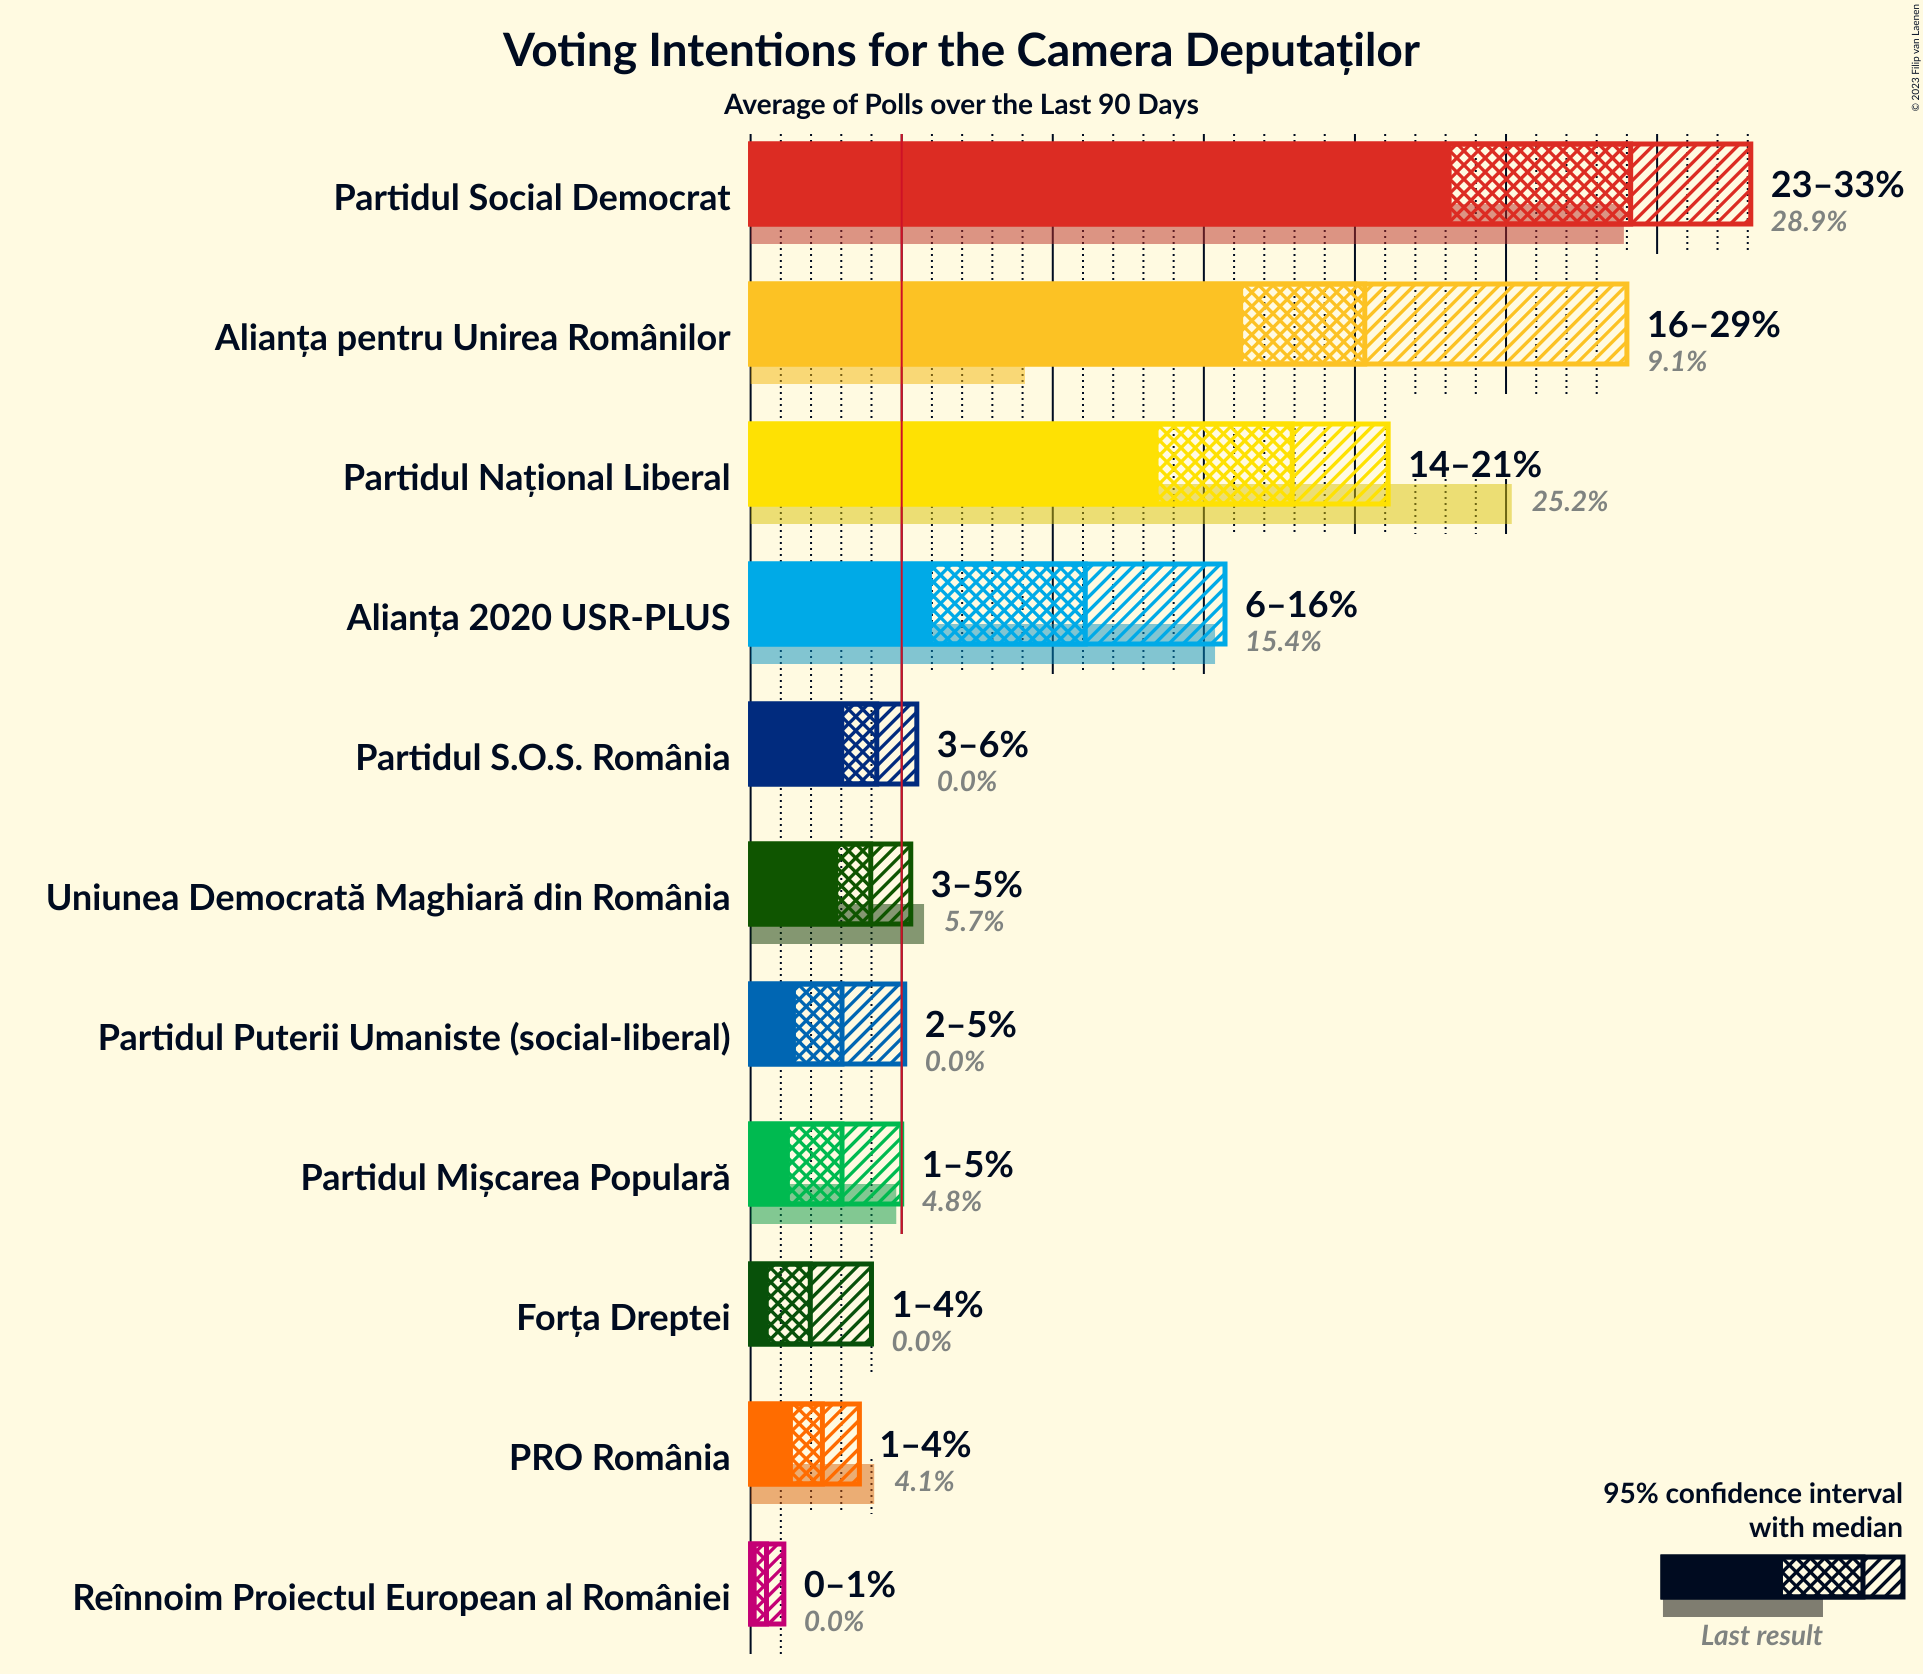 Voting Intentions for the Camera Deputaților
Average of Polls over the Last 90 Days
© 2023 Filip van Laenen
Partidul Social Democrat
23–33%
28.9%
Alianța pentru Unirea Românilor
16–29%
9.1%
Partidul Național Liberal
14–21%
25.2%
Alianța 2020 USR-PLUS
6–16%
15.4%
Partidul S.O.S. România
3–6%
0.0%
Uniunea Democrată Maghiară din România
3–5%
5.7%
Partidul Puterii Umaniste (social-liberal)
2–5%
0.0%
Partidul Mișcarea Populară
1–5%
4.8%
Forța Dreptei
1–4%
0.0%
PRO România
1–4%
4.1%
Reînnoim Proiectul European al României
0–1%
0.0%
95% confidence interval
with median
Last result